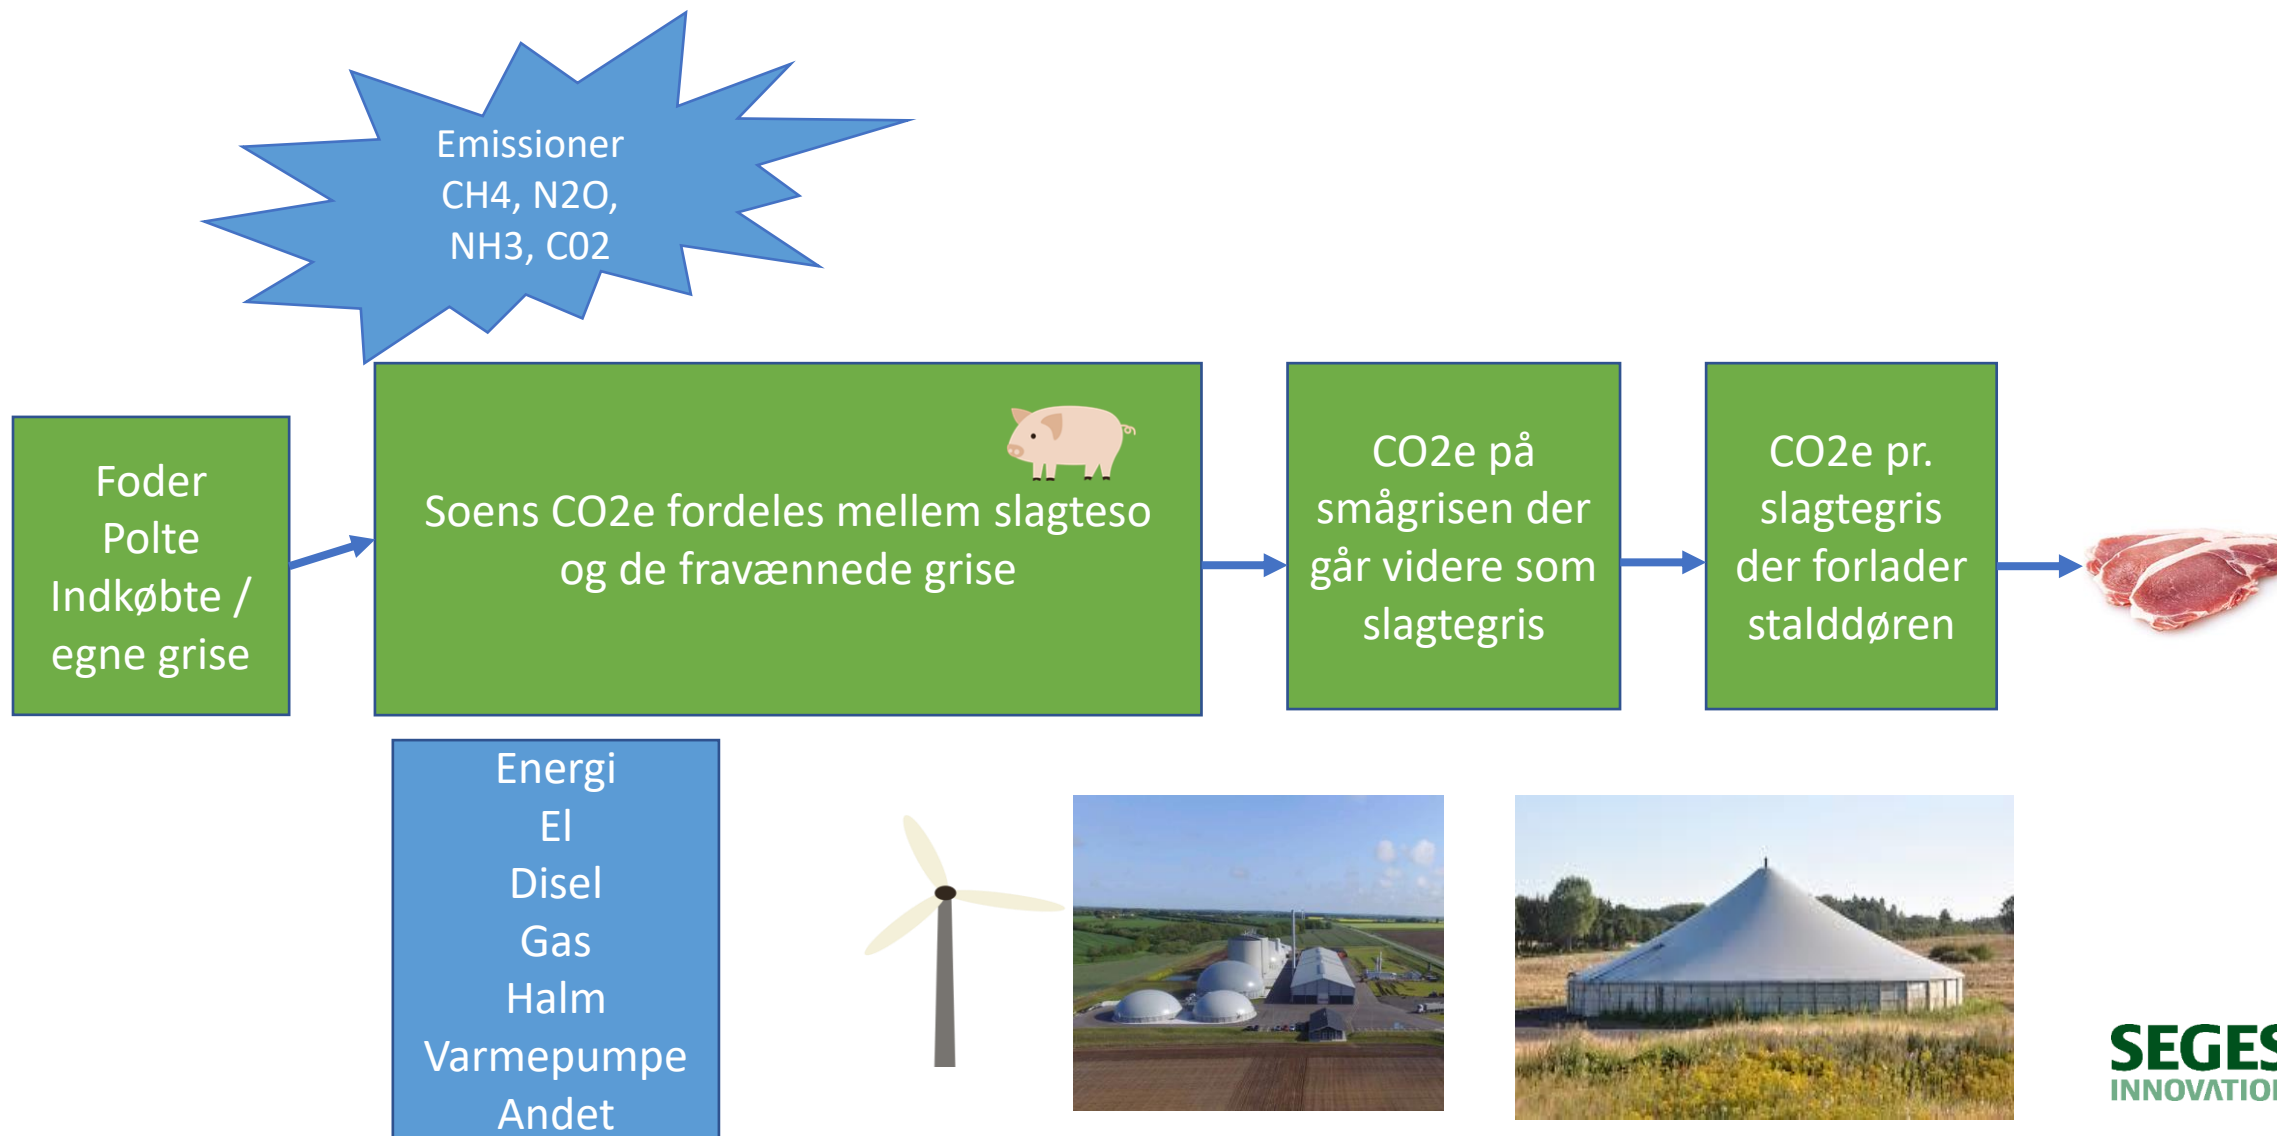 Emissioner
CH4, N2O,
NH3, C02
Foder
Polte
Indkøbte /
egne grise
Soens CO2e fordeles mellem slagteso
og de fravænnede grise
CO2e på
smågrisen der
går videre som
slagtegris
CO2e pr.
slagtegris
der forlader
stalddøren
Energi
El
Disel
Gas
Halm
Varmepumpe
Andet
SEGES
INNOVATION